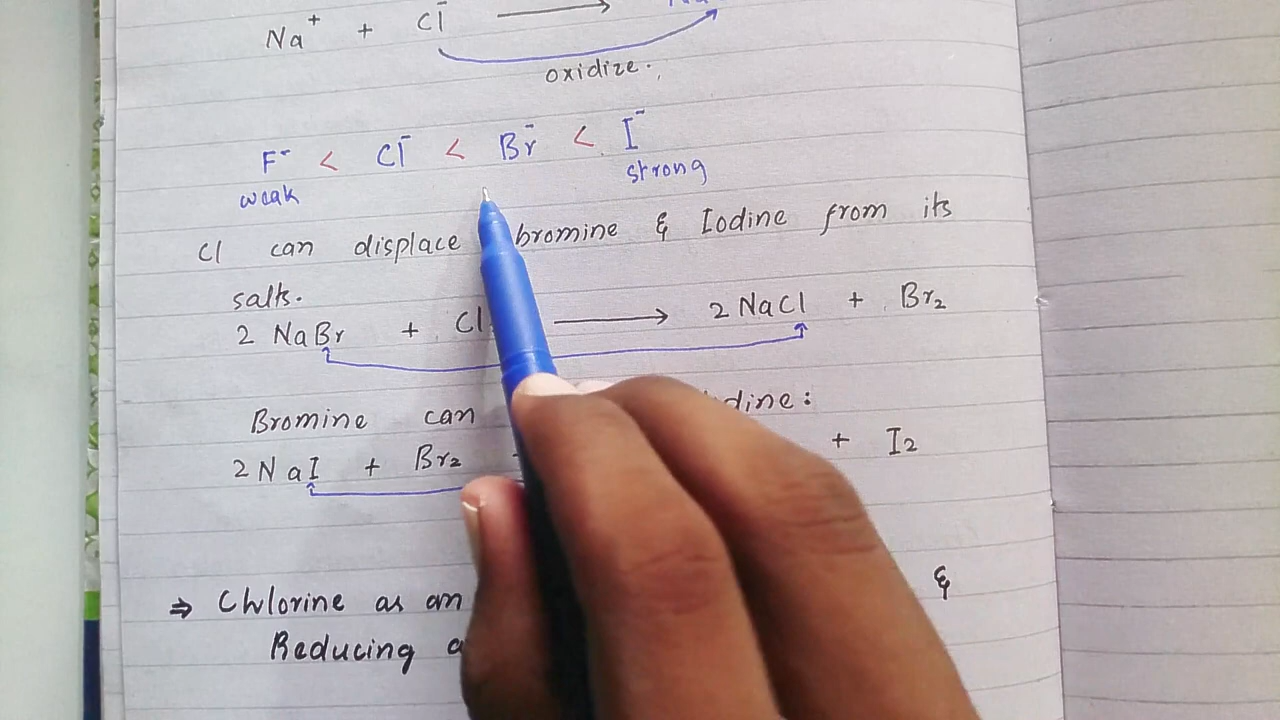 Na⁺ + Cl⁻ ⟶ Na
oxidize.
F⁻ < Cl⁻ < Br⁻ < I⁻
weak strong
Cl can displace bromine & Iodine from its
salts.
2 NaBr + Cl ⟶ 2 NaCl + Br₂
Bromine can
2 NaI + Br₂ + I₂
⇒ Chlorine as an &
Reducing